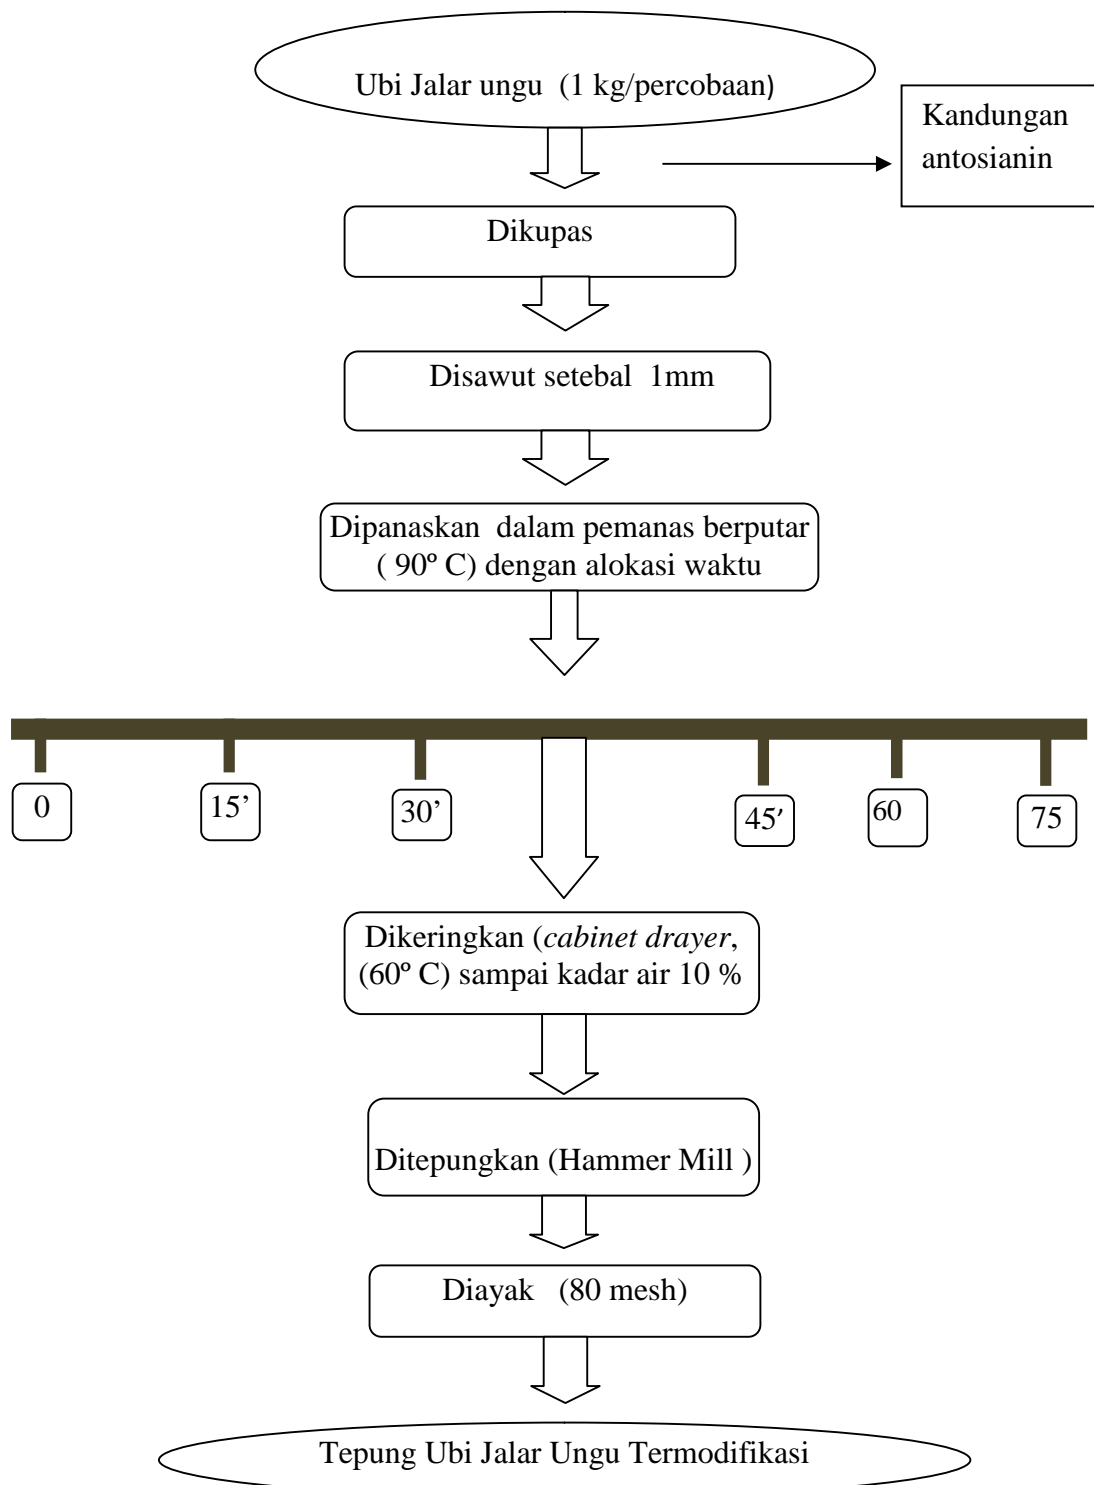 Ubi Jalar ungu (1 kg/percobaan)
Kandungan
antosianin
Dikupas
Disawut setebal 1mm
Dipanaskan dalam pemanas berputar
( 90º C) dengan alokasi waktu
0
15’
30’
45’
60
75
Dikeringkan (cabinet drayer,
(60º C) sampai kadar air 10 %
Ditepungkan (Hammer Mill )
Diayak (80 mesh)
Tepung Ubi Jalar Ungu Termodifikasi